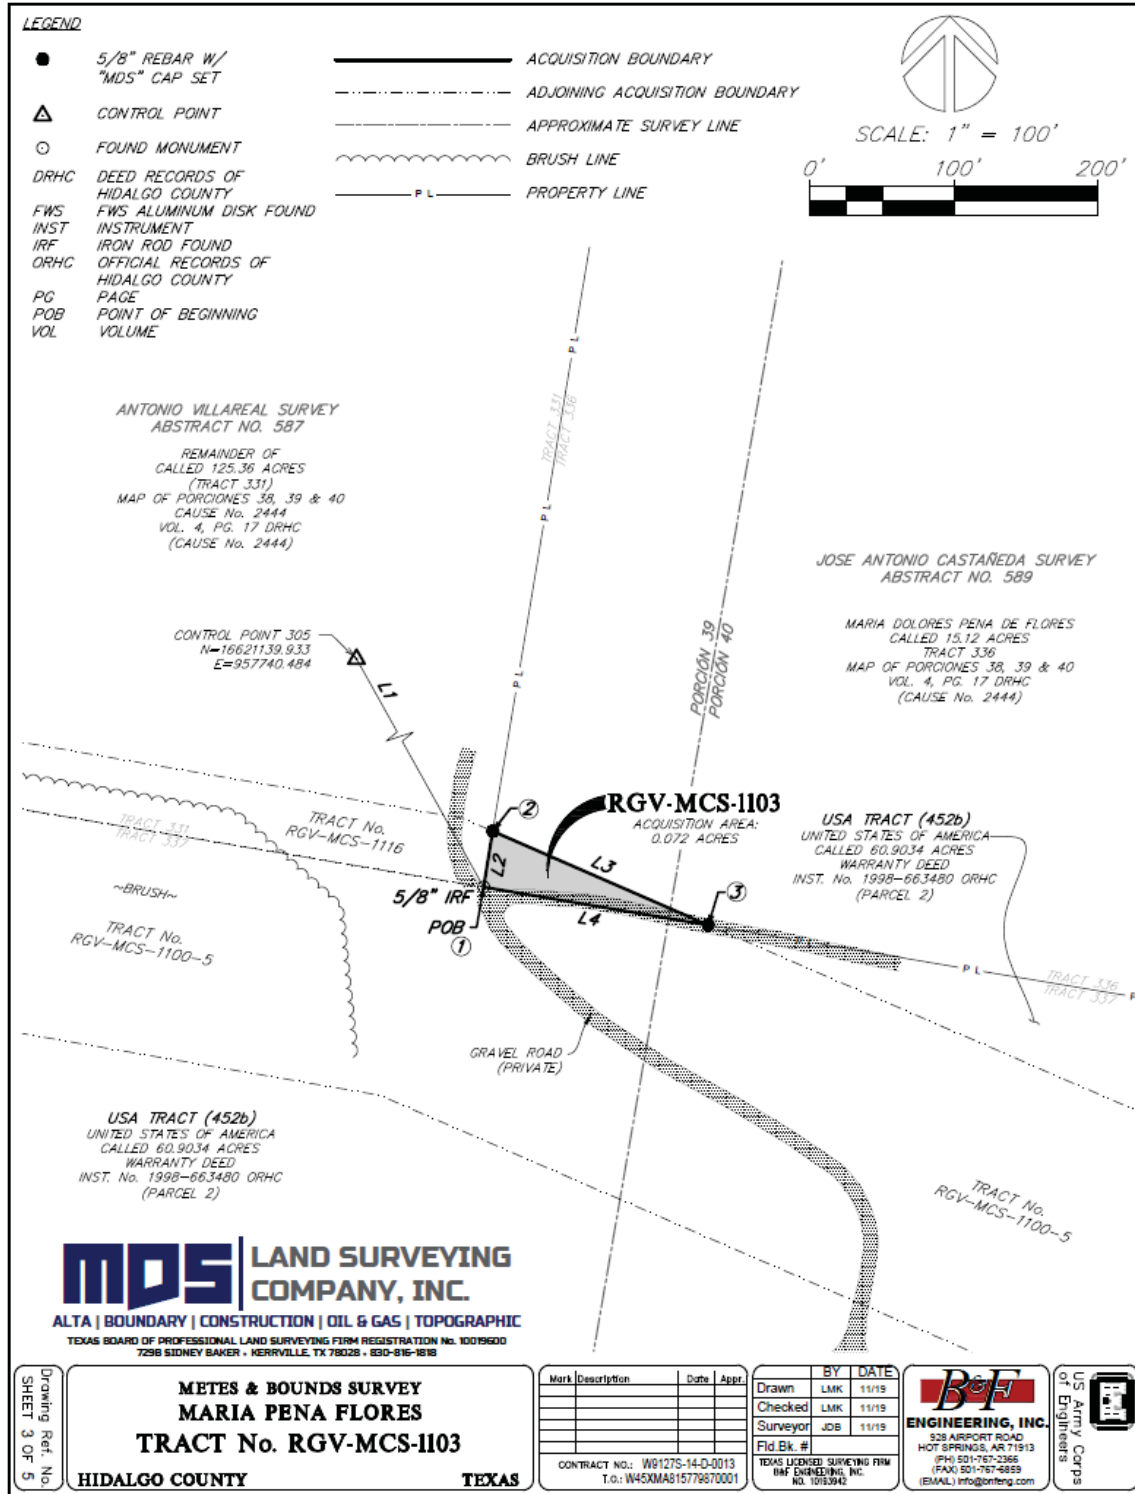 LEGEND
5/8" REBAR W/
"MDS" CAP SET
CONTROL POINT
FOUND MONUMENT
DRHC DEED RECORDS OF
HIDALGO COUNTY
FWS FWS ALUMINUM DISK FOUND
INST INSTRUMENT
IRF IRON ROD FOUND
ORHC OFFICIAL RECORDS OF
HIDALGO COUNTY
PG PAGE
POB POINT OF BEGINNING
VOL VOLUME
ACQUISITION BOUNDARY
ADJOINING ACQUISITION BOUNDARY
APPROXIMATE SURVEY LINE
BRUSH LINE
P L PROPERTY LINE
SCALE: 1" = 100'
0' 100' 200'
P L
TRACT 331
TRACT 336
P L
P L
ANTONIO VILLAREAL SURVEY
ABSTRACT NO. 587
REMAINDER OF
CALLED 125.36 ACRES
(TRACT 331)
MAP OF PORCIONES 38, 39 & 40
CAUSE No. 2444
VOL. 4, PG. 17 DRHC
(CAUSE No. 2444)
JOSE ANTONIO CASTAÑEDA SURVEY
ABSTRACT NO. 589
MARIA DOLORES PENA DE FLORES
CALLED 15.12 ACRES
TRACT 336
MAP OF PORCIONES 38, 39 & 40
VOL. 4, PG. 17 DRHC
(CAUSE No. 2444)
PORCIÓN 39
PORCIÓN 40
CONTROL POINT 305
N=16621139.933
E=957740.484
L1
RGV-MCS-1103
ACQUISITION AREA:
0.072 ACRES
2
L2
L3
L4
3
5/8" IRF
POB
1
TRACT 331
TRACT 337
TRACT No.
RGV-MCS-1116
~BRUSH~
TRACT No.
RGV-MCS-1100-5
USA TRACT (452b)
UNITED STATES OF AMERICA
CALLED 60.9034 ACRES
WARRANTY DEED
INST. No. 1998-663480 ORHC
(PARCEL 2)
P L
P L
TRACT 336
TRACT 337
P
GRAVEL ROAD
(PRIVATE)
USA TRACT (452b)
UNITED STATES OF AMERICA
CALLED 60.9034 ACRES
WARRANTY DEED
INST. No. 1998-663480 ORHC
(PARCEL 2)
TRACT No.
RGV-MCS-1100-5
MDS LAND SURVEYING
COMPANY, INC.
ALTA | BOUNDARY | CONSTRUCTION | OIL & GAS | TOPOGRAPHIC
TEXAS BOARD OF PROFESSIONAL LAND SURVEYING FIRM REGISTRATION No. 10019600
729B SIDNEY BAKER • KERRVILLE, TX 78028 • 830-816-1818
Drawing Ref. No.
SHEET 3 OF 5
METES & BOUNDS SURVEY
MARIA PENA FLORES
TRACT No. RGV-MCS-1103
HIDALGO COUNTY TEXAS
Mark Description Date Appr.
CONTRACT NO.: W9127S-14-D-0013
T.O.: W45XMA815779870001
BY DATE
Drawn LMK 11/19
Checked LMK 11/19
Surveyor JDB 11/19
Fld.Bk. #
TEXAS LICENSED SURVEYING FIRM
B&F ENGINEERING, INC.
NO. 10193942
B&F
ENGINEERING, INC.
928 AIRPORT ROAD
HOT SPRINGS, AR 71913
(PH) 501-767-2366
(FAX) 501-767-6859
(EMAIL) info@bnfeng.com
US Army Corps
of Engineers